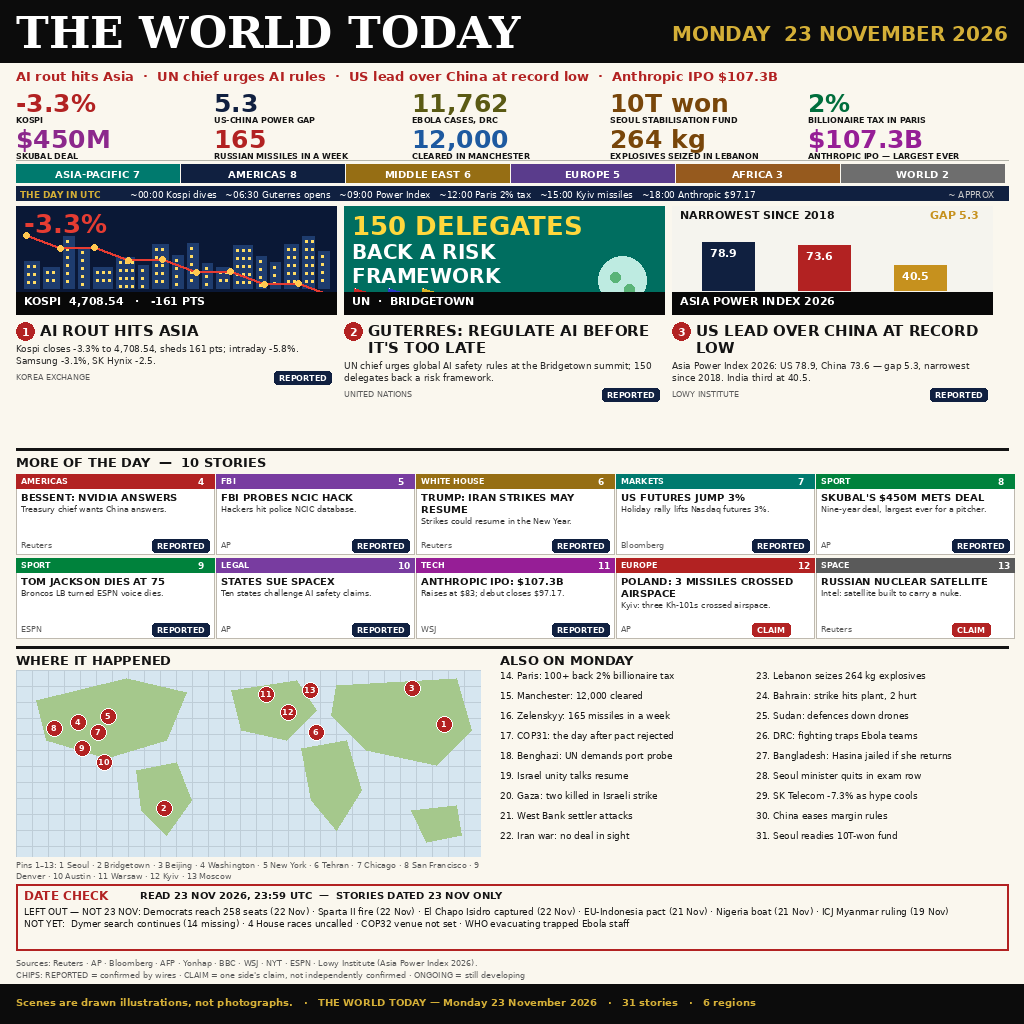 THE WORLD TODAY
MONDAY 23 NOVEMBER 2026
AI rout hits Asia · UN chief urges AI rules · US lead over China at record low · Anthropic IPO $107.3B
-3.3%
KOSPI
5.3
US-CHINA POWER GAP
11,762
EBOLA CASES, DRC
10T won
SEOUL STABILISATION FUND
2%
BILLIONAIRE TAX IN PARIS
$450M
SKUBAL DEAL
165
RUSSIAN MISSILES IN A WEEK
12,000
CLEARED IN MANCHESTER
264 kg
EXPLOSIVES SEIZED IN LEBANON
$107.3B
ANTHROPIC IPO — LARGEST EVER
ASIA-PACIFIC 7
AMERICAS 8
MIDDLE EAST 6
EUROPE 5
AFRICA 3
WORLD 2
THE DAY IN UTC
~00:00 Kospi dives ~06:30 Guterres opens ~09:00 Power Index ~12:00 Paris 2% tax ~15:00 Kyiv missiles ~18:00 Anthropic $97.17
~ APPROX
-3.3%
KOSPI 4,708.54 · -161 PTS
150 DELEGATES
BACK A RISK
FRAMEWORK
UN · BRIDGETOWN
NARROWEST SINCE 2018
GAP 5.3
78.9
73.6
40.5
ASIA POWER INDEX 2026
1
AI ROUT HITS ASIA
Kospi closes -3.3% to 4,708.54, sheds 161 pts; intraday -5.8%.
Samsung -3.1%, SK Hynix -2.5.
KOREA EXCHANGE
REPORTED
2
GUTERRES: REGULATE AI BEFORE
IT'S TOO LATE
UN chief urges global AI safety rules at the Bridgetown summit; 150
delegates back a risk framework.
UNITED NATIONS
REPORTED
3
US LEAD OVER CHINA AT RECORD
LOW
Asia Power Index 2026: US 78.9, China 73.6 — gap 5.3, narrowest
since 2018. India third at 40.5.
LOWY INSTITUTE
REPORTED
MORE OF THE DAY — 10 STORIES
AMERICAS 4
BESSENT: NVIDIA ANSWERS
Treasury chief wants China answers.
Reuters
REPORTED
FBI 5
FBI PROBES NCIC HACK
Hackers hit police NCIC database.
AP
REPORTED
WHITE HOUSE 6
TRUMP: IRAN STRIKES MAY
RESUME
Strikes could resume in the New Year.
Reuters
REPORTED
MARKETS 7
US FUTURES JUMP 3%
Holiday rally lifts Nasdaq futures 3%.
Bloomberg
REPORTED
SPORT 8
SKUBAL'S $450M METS DEAL
Nine-year deal, largest ever for a pitcher.
AP
REPORTED
SPORT 9
TOM JACKSON DIES AT 75
Broncos LB turned ESPN voice dies.
ESPN
REPORTED
LEGAL 10
STATES SUE SPACEX
Ten states challenge AI safety claims.
AP
REPORTED
TECH 11
ANTHROPIC IPO: $107.3B
Raises at $83; debut closes $97.17.
WSJ
REPORTED
EUROPE 12
POLAND: 3 MISSILES CROSSED
AIRSPACE
Kyiv: three Kh-101s crossed airspace.
AP
CLAIM
SPACE 13
RUSSIAN NUCLEAR SATELLITE
Intel: satellite built to carry a nuke.
Reuters
CLAIM
WHERE IT HAPPENED
11
13
3
12
5
4
8
7
6
1
9
10
2
Pins 1–13: 1 Seoul · 2 Bridgetown · 3 Beijing · 4 Washington · 5 New York · 6 Tehran · 7 Chicago · 8 San Francisco · 9
Denver · 10 Austin · 11 Warsaw · 12 Kyiv · 13 Moscow
ALSO ON MONDAY
14. Paris: 100+ back 2% billionaire tax
15. Manchester: 12,000 cleared
16. Zelenskyy: 165 missiles in a week
17. COP31: the day after pact rejected
18. Benghazi: UN demands port probe
19. Israel unity talks resume
20. Gaza: two killed in Israeli strike
21. West Bank settler attacks
22. Iran war: no deal in sight
23. Lebanon seizes 264 kg explosives
24. Bahrain: strike hits plant, 2 hurt
25. Sudan: defences down drones
26. DRC: fighting traps Ebola teams
27. Bangladesh: Hasina jailed if she returns
28. Seoul minister quits in exam row
29. SK Telecom -7.3% as hype cools
30. China eases margin rules
31. Seoul readies 10T-won fund
DATE CHECK
READ 23 NOV 2026, 23:59 UTC — STORIES DATED 23 NOV ONLY
LEFT OUT — NOT 23 NOV: Democrats reach 258 seats (22 Nov) · Sparta II fire (22 Nov) · El Chapo Isidro captured (22 Nov) · EU-Indonesia pact (21 Nov) · Nigeria boat (21 Nov) · ICJ Myanmar ruling (19 Nov)
NOT YET: Dymer search continues (14 missing) · 4 House races uncalled · COP32 venue not set · WHO evacuating trapped Ebola staff
Sources: Reuters · AP · Bloomberg · AFP · Yonhap · BBC · WSJ · NYT · ESPN · Lowy Institute (Asia Power Index 2026).
CHIPS: REPORTED = confirmed by wires · CLAIM = one side's claim, not independently confirmed · ONGOING = still developing
Scenes are drawn illustrations, not photographs. · THE WORLD TODAY — Monday 23 November 2026 · 31 stories · 6 regions